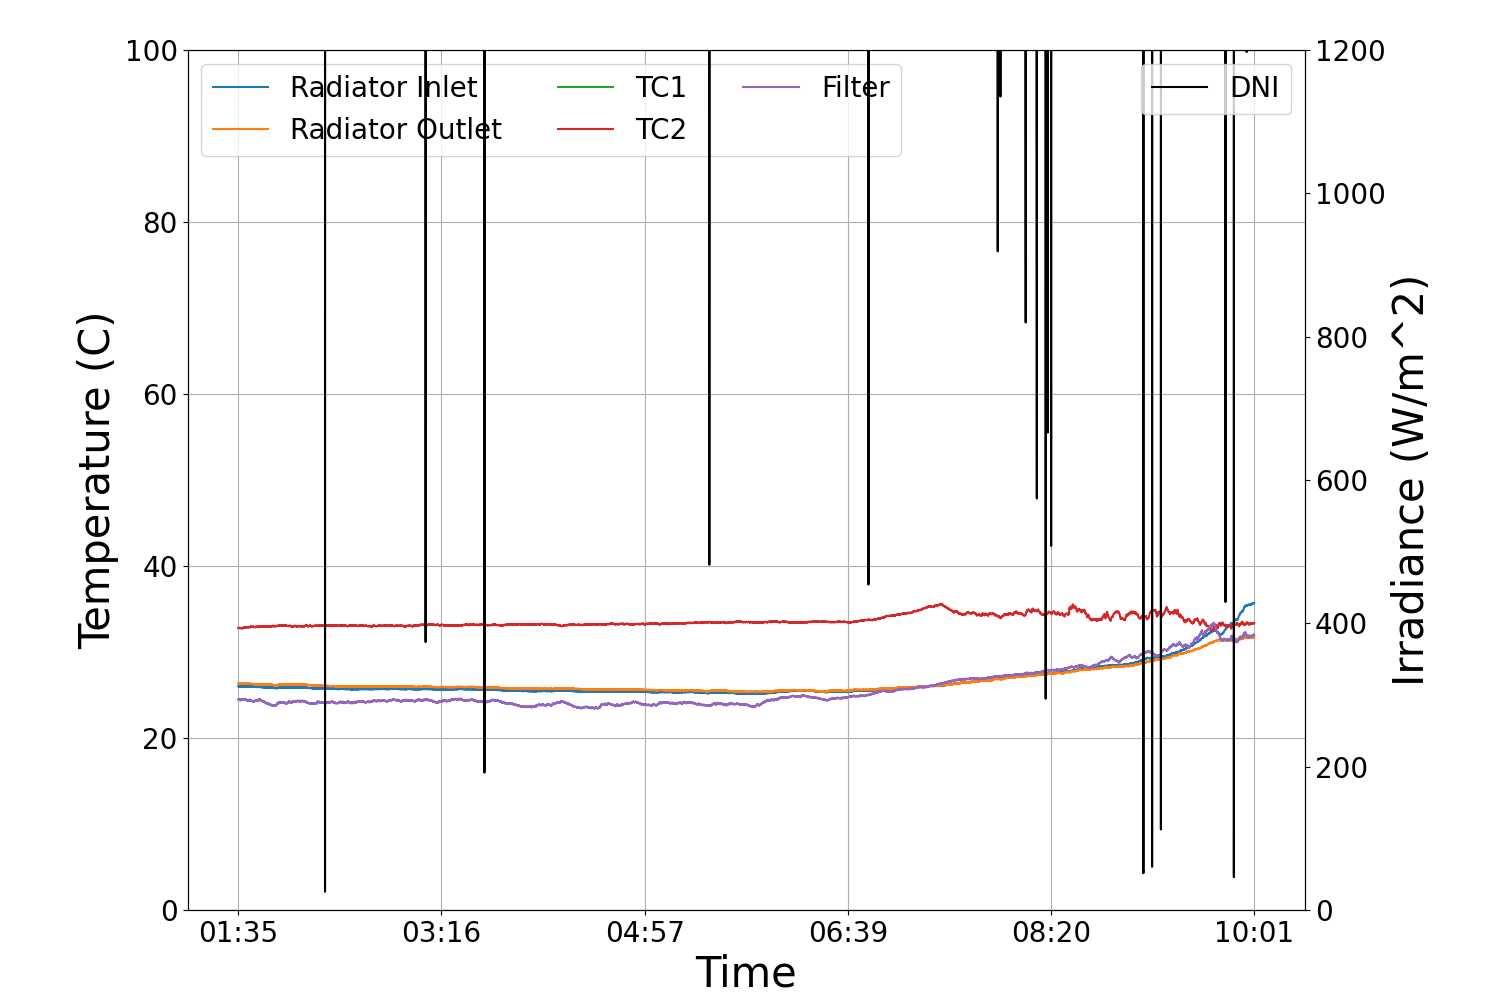 100
80
60
40
20
0
Temperature (C)
Radiator Inlet
Radiator Outlet
TC1
TC2
Filter
DNI
1200
1000
800
600
400
200
0
Irradiance (W/m^2)
01:35 03:16 04:57 06:39 08:20 10:01
Time